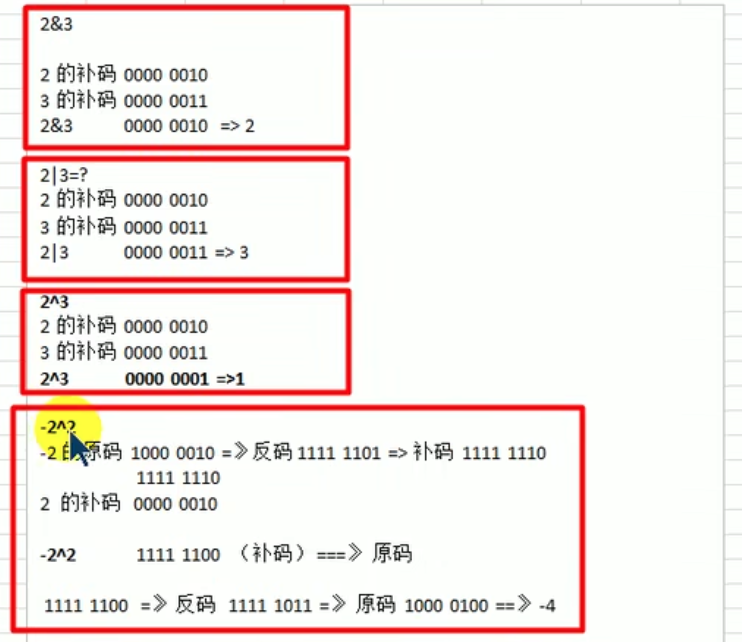 2&3
2 的补码 0000 0010
3 的补码 0000 0011
2&3 0000 0010 => 2
2|3=?
2 的补码 0000 0010
3 的补码 0000 0011
2|3 0000 0011 => 3
2^3
2 的补码 0000 0010
3 的补码 0000 0011
2^3 0000 0001 =>1
-2^2
-2 的原码 1000 0010 =》反码 1111 1101 => 补码 1111 1110
1111 1110
2 的补码 0000 0010
-2^2 1111 1100 （补码）===》 原码
1111 1100 =》 反码 1111 1011 =》 原码 1000 0100 ==》 -4